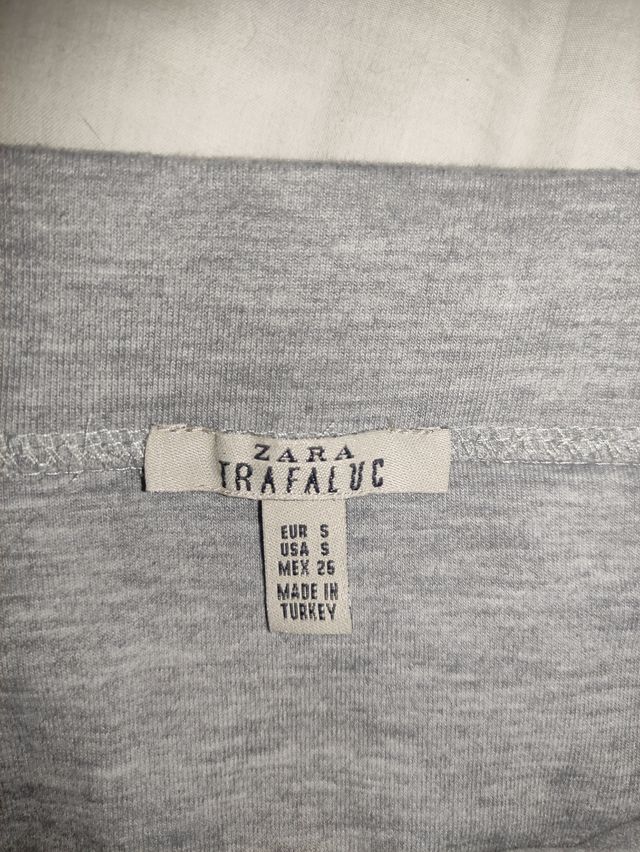 ZARA
TRAFALUC
EUR S
USA S
MEX 26
MADE IN
TURKEY